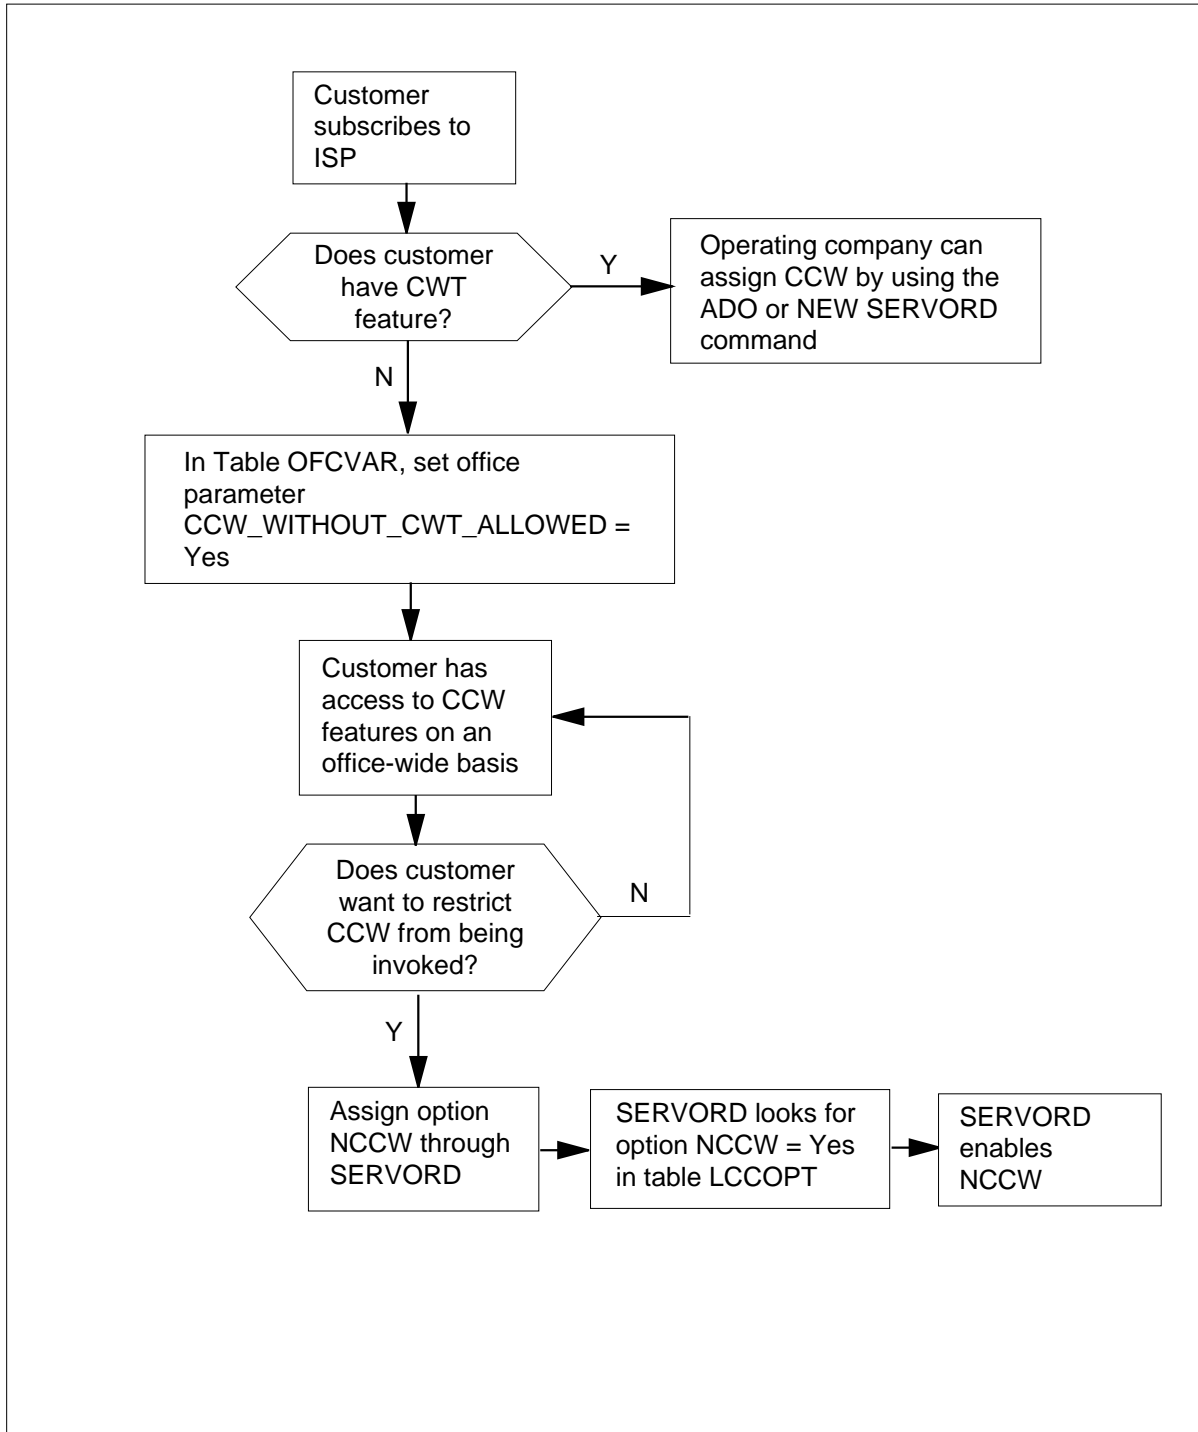 Customer
subscribes to
ISP
Does customer
have CWT
feature?
Y
Operating company can
assign CCW by using the
ADO or NEW SERVORD
command
N
In Table OFCVAR, set office
parameter
CCW_WITHOUT_CWT_ALLOWED =
Yes
Customer has
access to CCW
features on an
office-wide basis
Does customer
want to restrict
CCW from being
invoked?
N
Y
Assign option
NCCW through
SERVORD
SERVORD looks for
option NCCW = Yes
in table LCCOPT
SERVORD
enables
NCCW